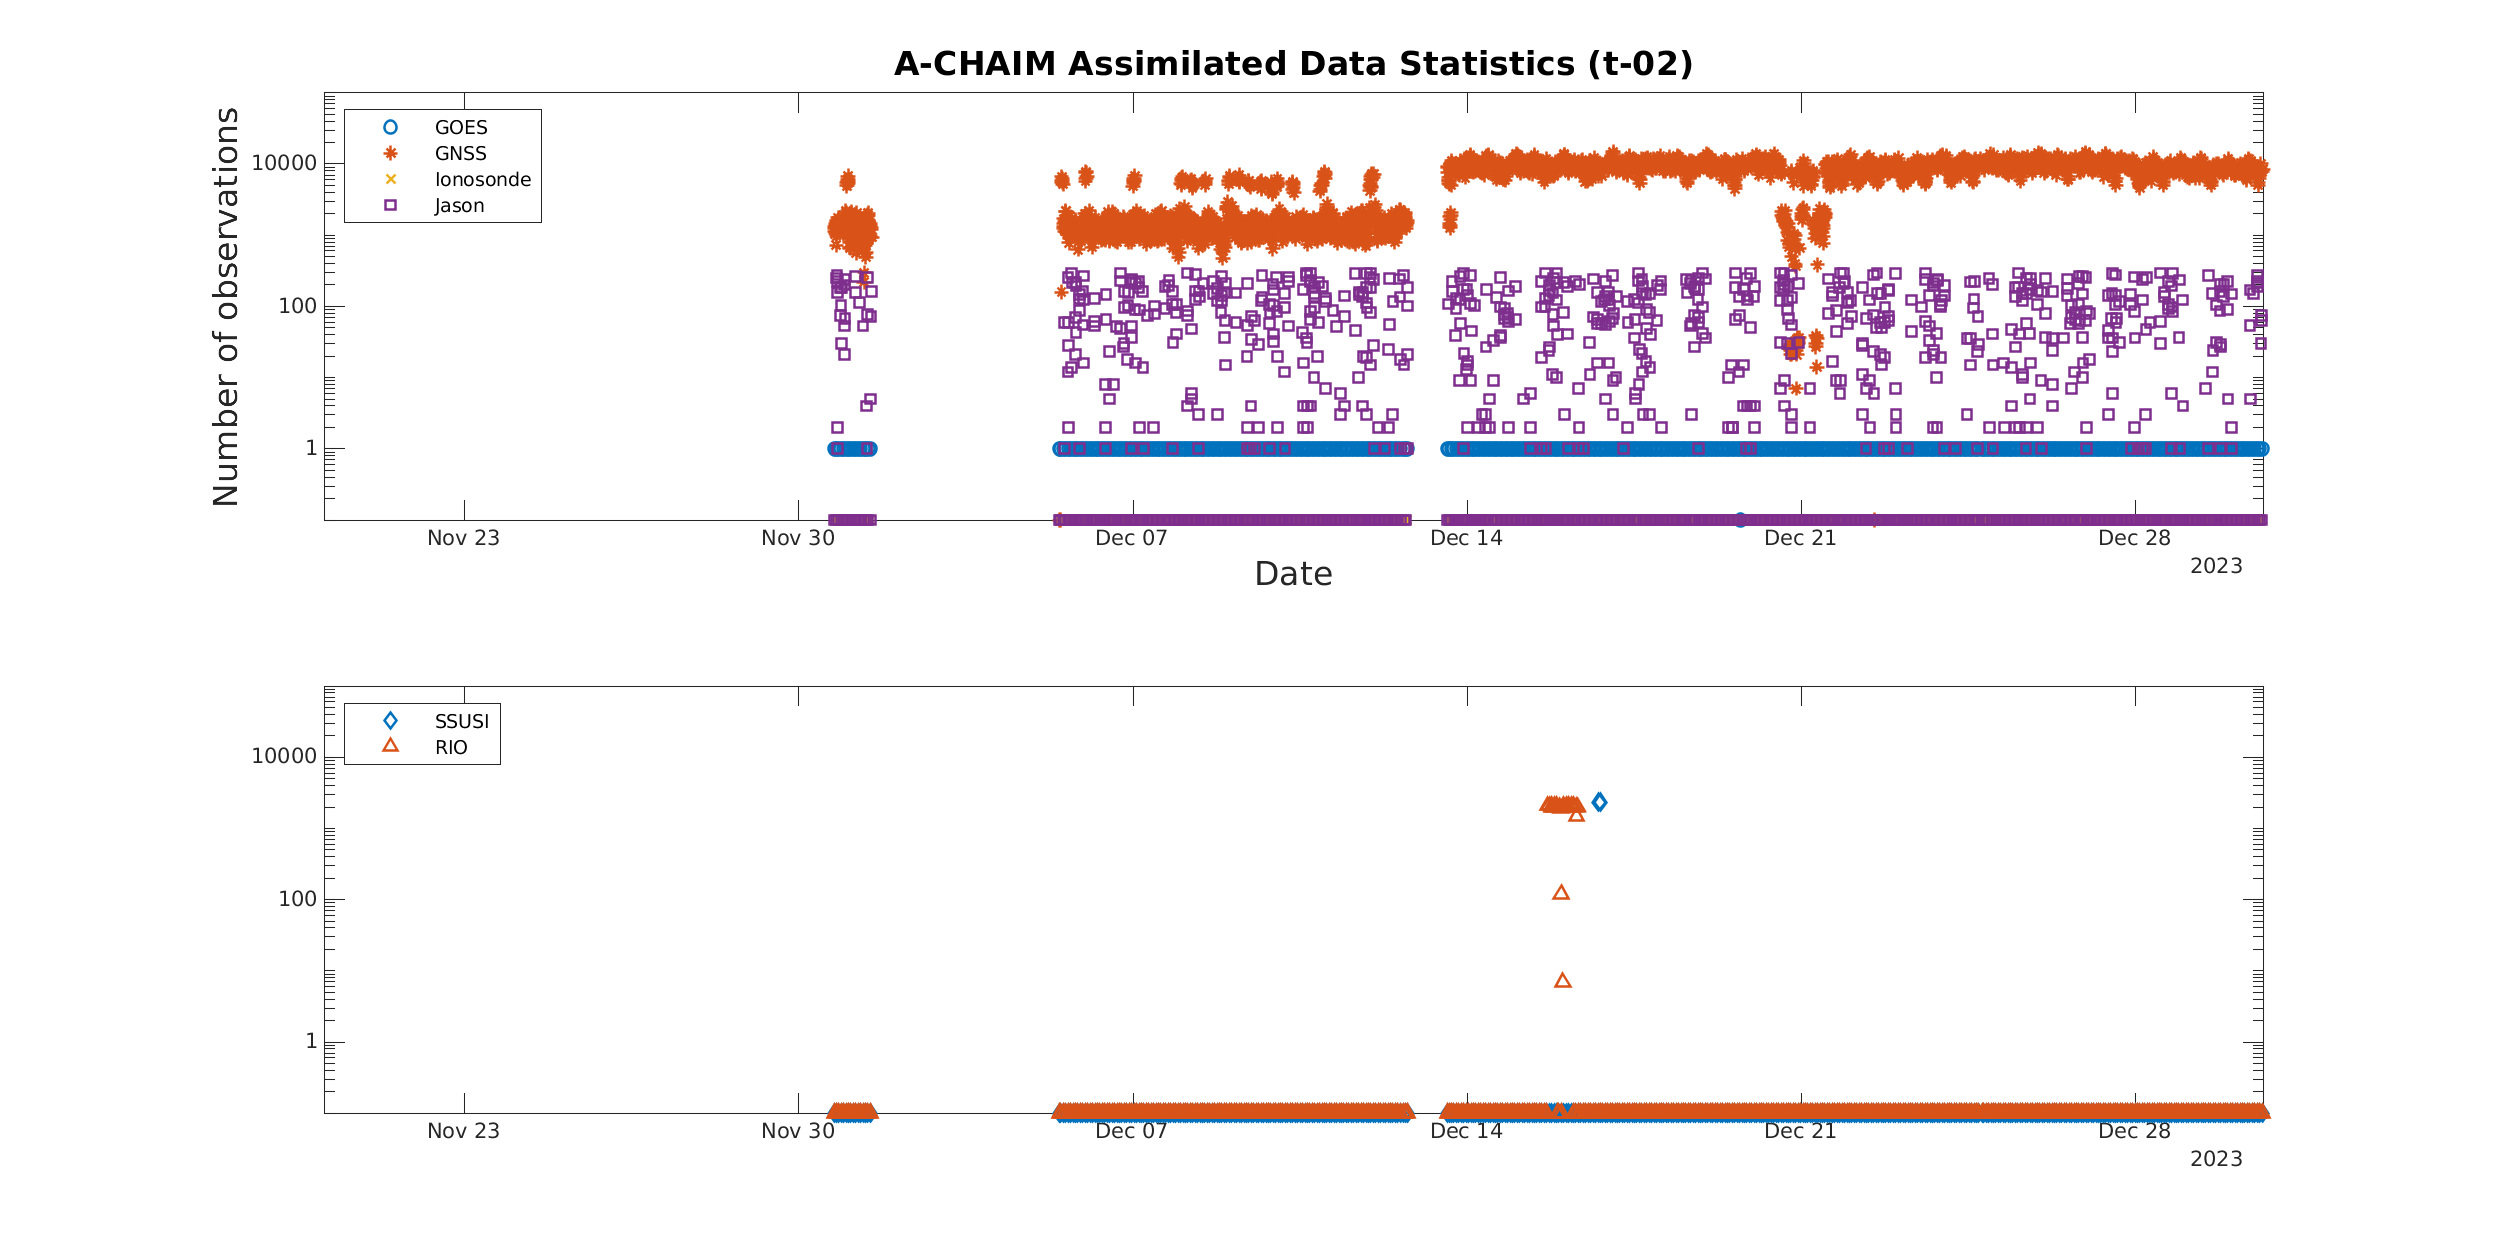 A-CHAIM Assimilated Data Statistics (t-02)
Number of observations
10000
100
1
GOES
GNSS
Ionosonde
Jason
Nov 23
Nov 30
Dec 07
Dec 14
Dec 21
Dec 28
2023
Date
10000
100
1
SSUSI
RIO
Nov 23
Nov 30
Dec 07
Dec 14
Dec 21
Dec 28
2023